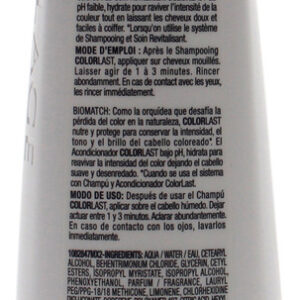 pH faible, hydrate pour raviver l'intensité de la
couleur tout en laissant les cheveux doux et
faciles à coiffer. *Lorsqu'on utilise le système
de Shampooing et Soin Revitalisant.
MODE D'EMPLOI : Après le Shampooing
COLORLAST, appliquer sur cheveux mouillés.
Laisser agir de 1 à 3 minutes. Rincer
abondamment. En cas de contact avec les yeux,
les rincer immédiatement.
BIOMATCH: Como la orquídea que desafía la
pérdida del color en la naturaleza, COLORLAST
nutre y protege para conservar la intensidad, el
tono y el brillo del cabello coloreado*. El
Acondicionador COLORLAST bajo pH, hidrata para
reavivar la intensidad del color dejando el cabello
suave y desenredado. *Cuando se usa el
sistema con Champú y Acondicionador ColorLast.
MODO DE USO: Después de usar el Champú
COLORLAST, aplicar sobre el cabello húmedo. Dejar
actuar entre 1 y 3 minutos. Aclarar abundantemente.
En caso de contacto con los ojos, lavarlos
inmediatamente.
INGREDIENTS: AQUA / WATER / EAU, CETEARYL
ALCOHOL, BEHENTRIMONIUM CHLORIDE, GLYCERIN, CETYL
ESTERS, ISOPROPYL MYRISTATE, ISOPROPYL ALCOHOL,
PHENOXYETHANOL, PARFUM / FRAGRANCE,
PEG/PPG-18/18 METHICONE, LIMONENE, CHLORHEXIDINE